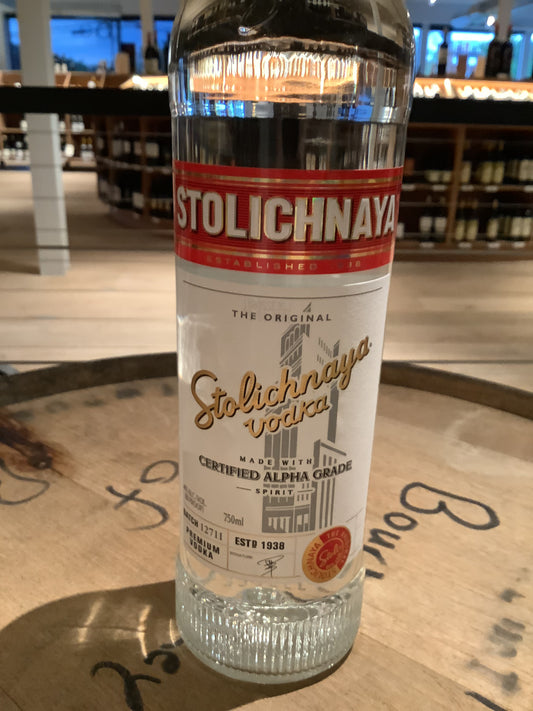 STOLICHNAYA
ESTABLISHED
THE ORIGINAL
Stolichnaya
vodka
MADE WITH
CERTIFIED ALPHA GRADE
SPIRIT
750ml
BATCH 12711
PREMIUM
VODKA
ESTD 1938
SIGNATURE